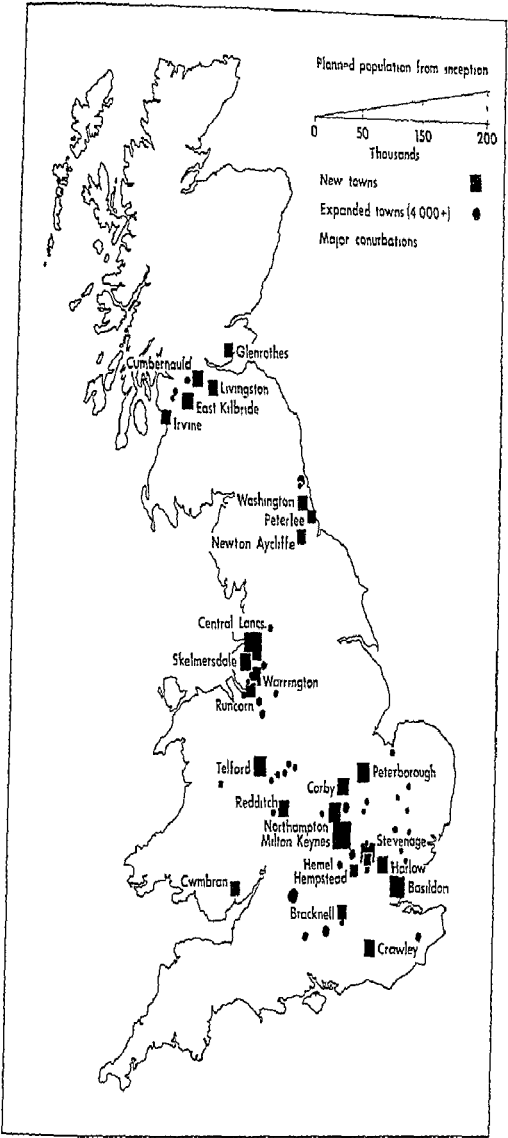 Planned population from inception
0 50 150 200
Thousands
New towns
Expanded towns (4 000+)
Major conurbations
Glenrothes
Cumbernauld
Livingston
East Kilbride
Irvine
Washington
Peterlee
Newton Aycliffe
Central Lancs.
Skelmersdale
Warrington
Runcorn
Telford
Peterborough
Corby
Redditch
Northampton
Milton Keynes
Stevenage
Hemel
Hempstead
Harlow
Basildon
Cwmbran
Bracknell
Crawley